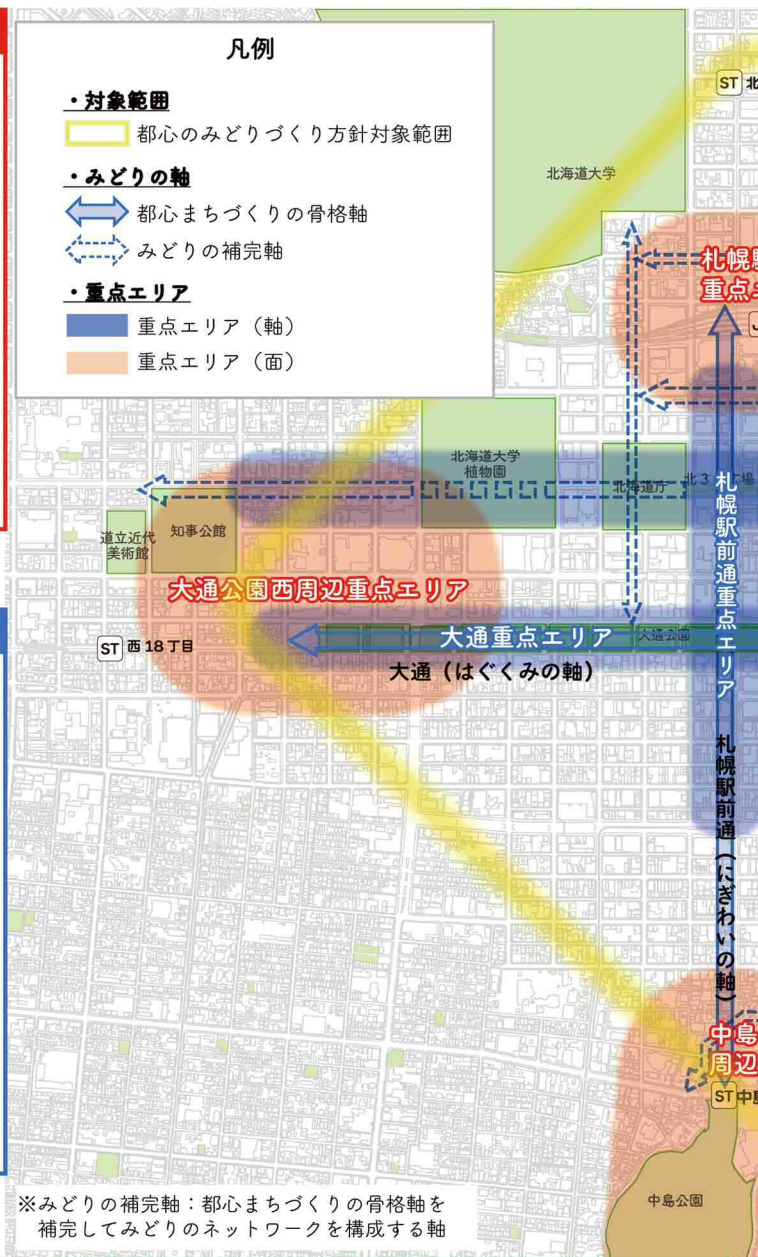 凡例
・対象範囲
都心のみどりづくり方針対象範囲
・みどりの軸
都心まちづくりの骨格軸
みどりの補完軸
・重点エリア
重点エリア（軸）
重点エリア（面）
ST 北
北海道大学
札幌駅
重点エ
J
北海道大学
植物園
北海道庁
北3
広場
札幌駅前通重点エリア
道立近代
美術館
知事公館
大通公園西周辺重点エリア
ST 西18丁目
大通重点エリア
大通公園
大通（はぐくみの軸）
札幌駅前通（にぎわいの軸）
中島
周辺
ST 中島
中島公園
※みどりの補完軸：都心まちづくりの骨格軸を
補完してみどりのネットワークを構成する軸